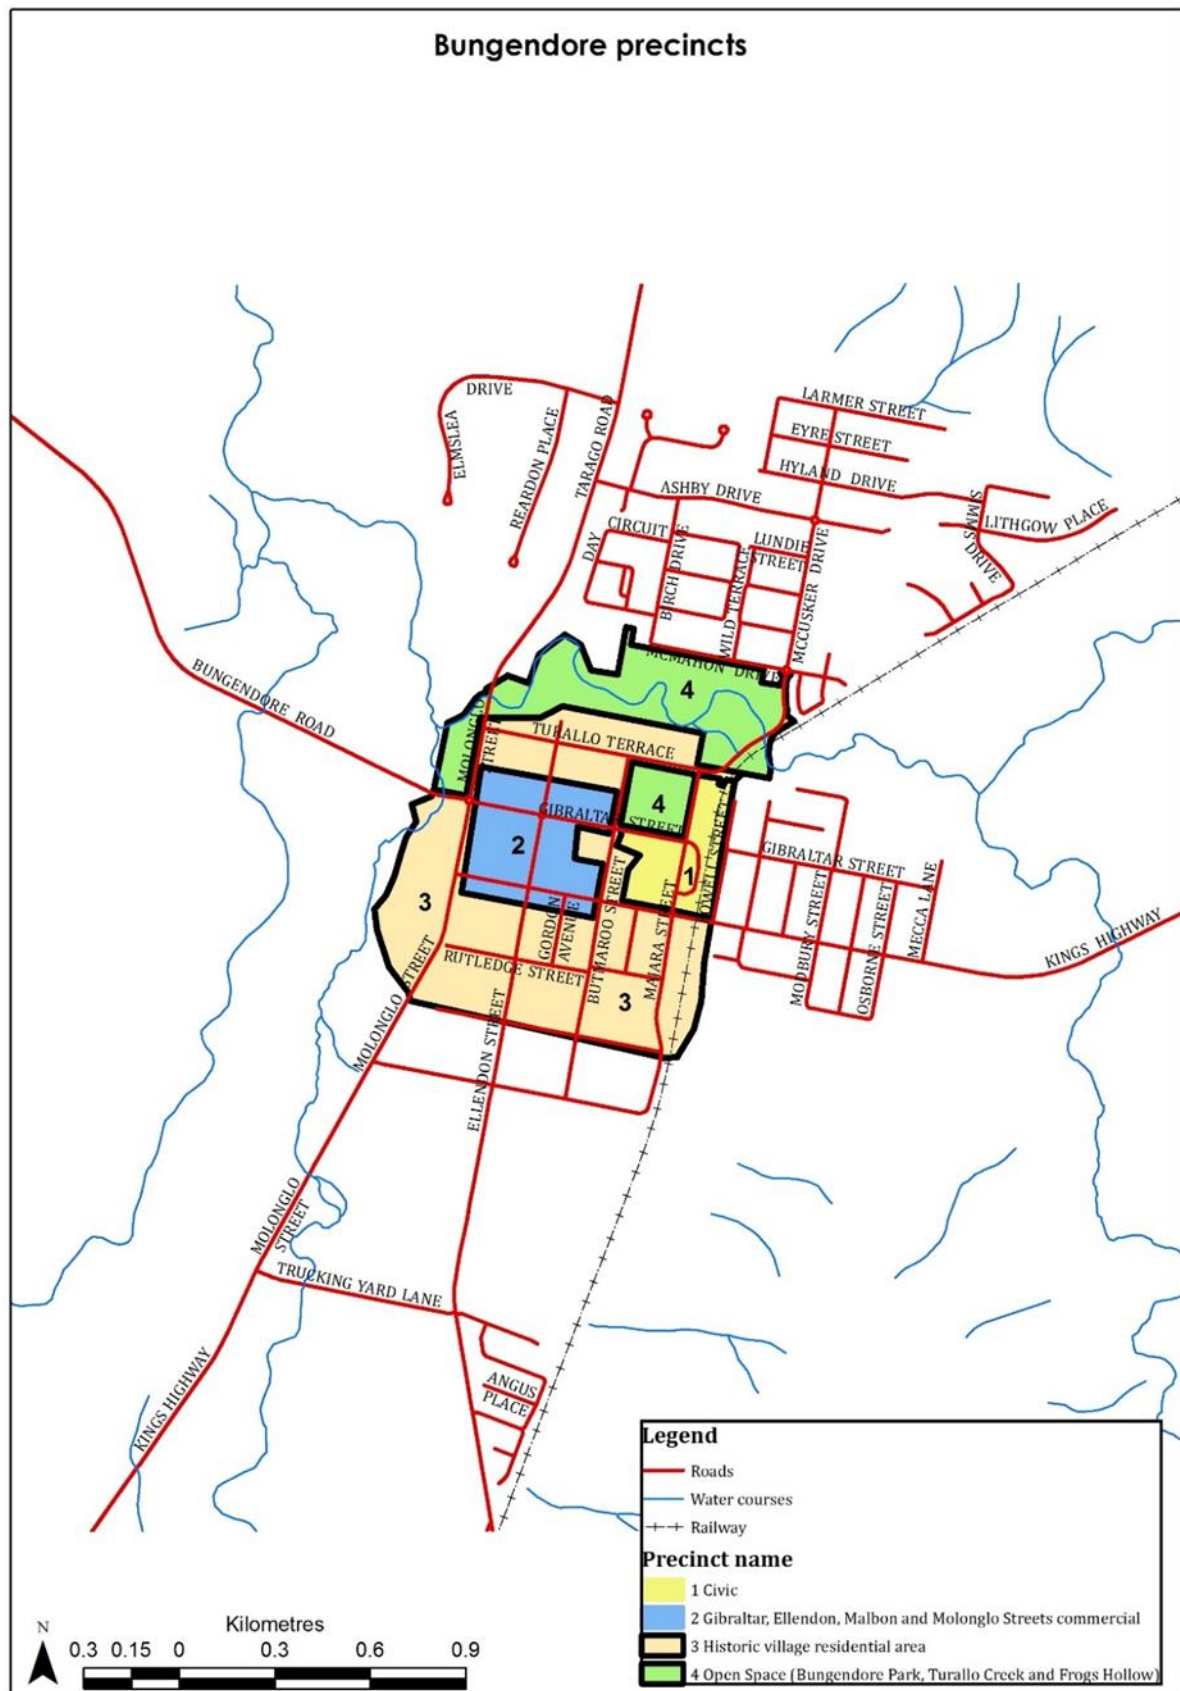 Bungendore precincts
DRIVE
ELMSLEA
REARDON PLACE
TARAGO ROAD
LARMER STREET
EYRE STREET
HYLAND DRIVE
ASHBY DRIVE
SIMMS DRIVE
LITHGOW PLACE
CIRCUIT
DAY
BIRCH DRIVE
LUNDIE
STREET
WILD TERRACE
MCCUSKER DRIVE
MCMAHON DRIVE
4
BUNGENDORE ROAD
MOLONGLO
STREET
TURALLO TERRACE
4
GIBRALTAR STREET
2
1
GIBRALTAR STREET
MECCA LANE
MODBURY STREET
OSBORNE STREET
KINGS HIGHWAY
3
GORDON
AVENUE
BUTMAROO STREET
MAJARA STREET
RUTLEDGE STREET
3
MOLONGLO STREET
ELLENDON STREET
MOLONGLO
STREET
TRUCKING YARD LANE
KINGS HIGHWAY
ANGUS
PLACE
Legend
Roads
Water courses
Railway
Precinct name
1 Civic
2 Gibraltar, Ellendon, Malbon and Molonglo Streets commercial
3 Historic village residential area
4 Open Space (Bungendore Park, Turallo Creek and Frogs Hollow)
N
Kilometres
0.3 0.15 0 0.3 0.6 0.9